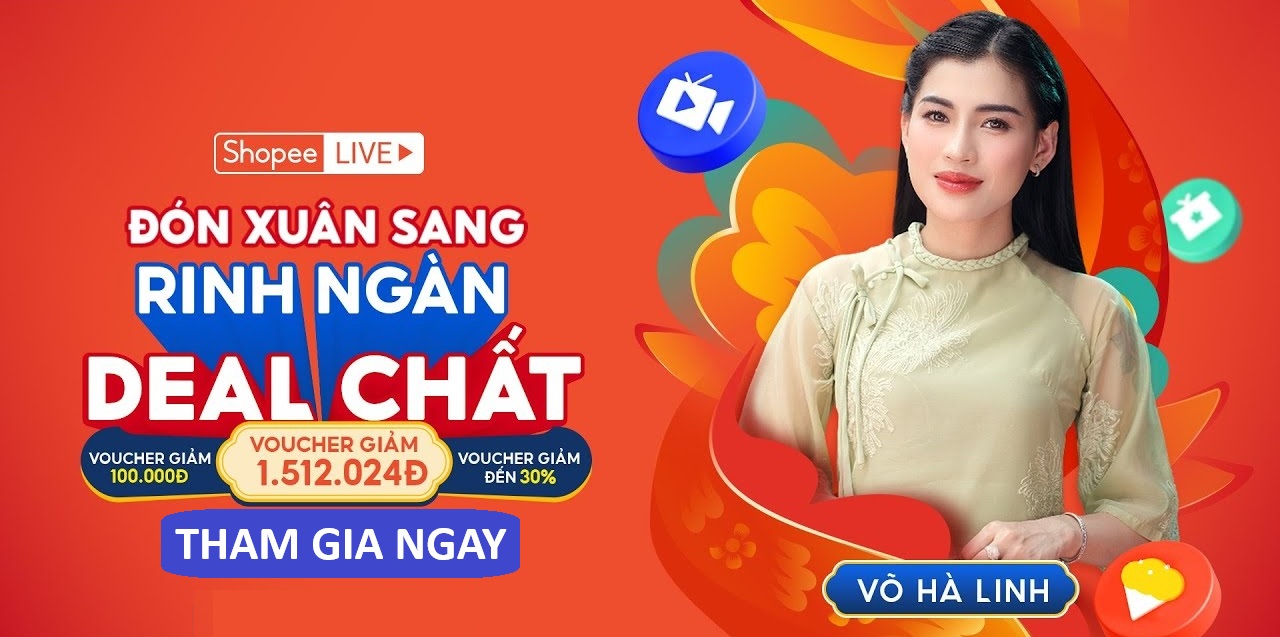 Shopee LIVE
ĐÓN XUÂN SANG
RINH NGÀN
DEAL CHẤT
VOUCHER GIẢM
100.000Đ
VOUCHER GIẢM
1.512.024Đ
VOUCHER GIẢM
ĐẾN 30%
THAM GIA NGAY
VÕ HÀ LINH